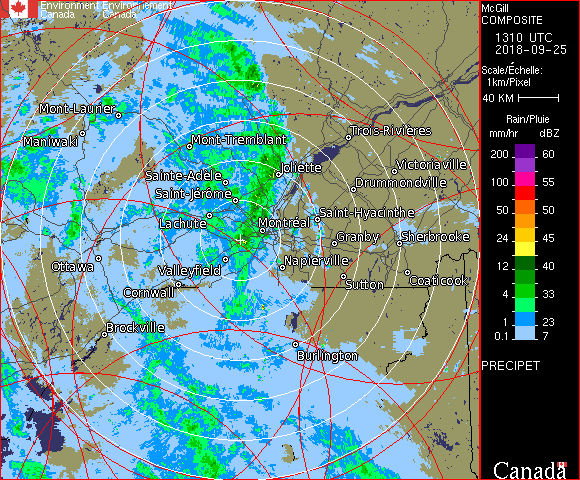 Environment Environnement
Canada Canada
McGill
COMPOSITE
1310 UTC
2018-09-25
Scale/Échelle:
1km/Pixel
40 KM
Rain/Pluie
mm/hr dBZ
200 60
100 55
50 50
24 45
12 40
4 33
1 23
0.1 7
PRECIPET
Canada
Mont-Laurier
Maniwaki
Mont-Tremblant
Trois-Rivières
Joliette
Victoriaville
Sainte-Adèle
Drummondville
Saint-Jérôme
Saint-Hyacinthe
Lachute
Montréal
Granby
Sherbrooke
Ottawa
Valleyfield
Napierville
Cornwall
Sutton
Coaticook
Brockville
Burlington